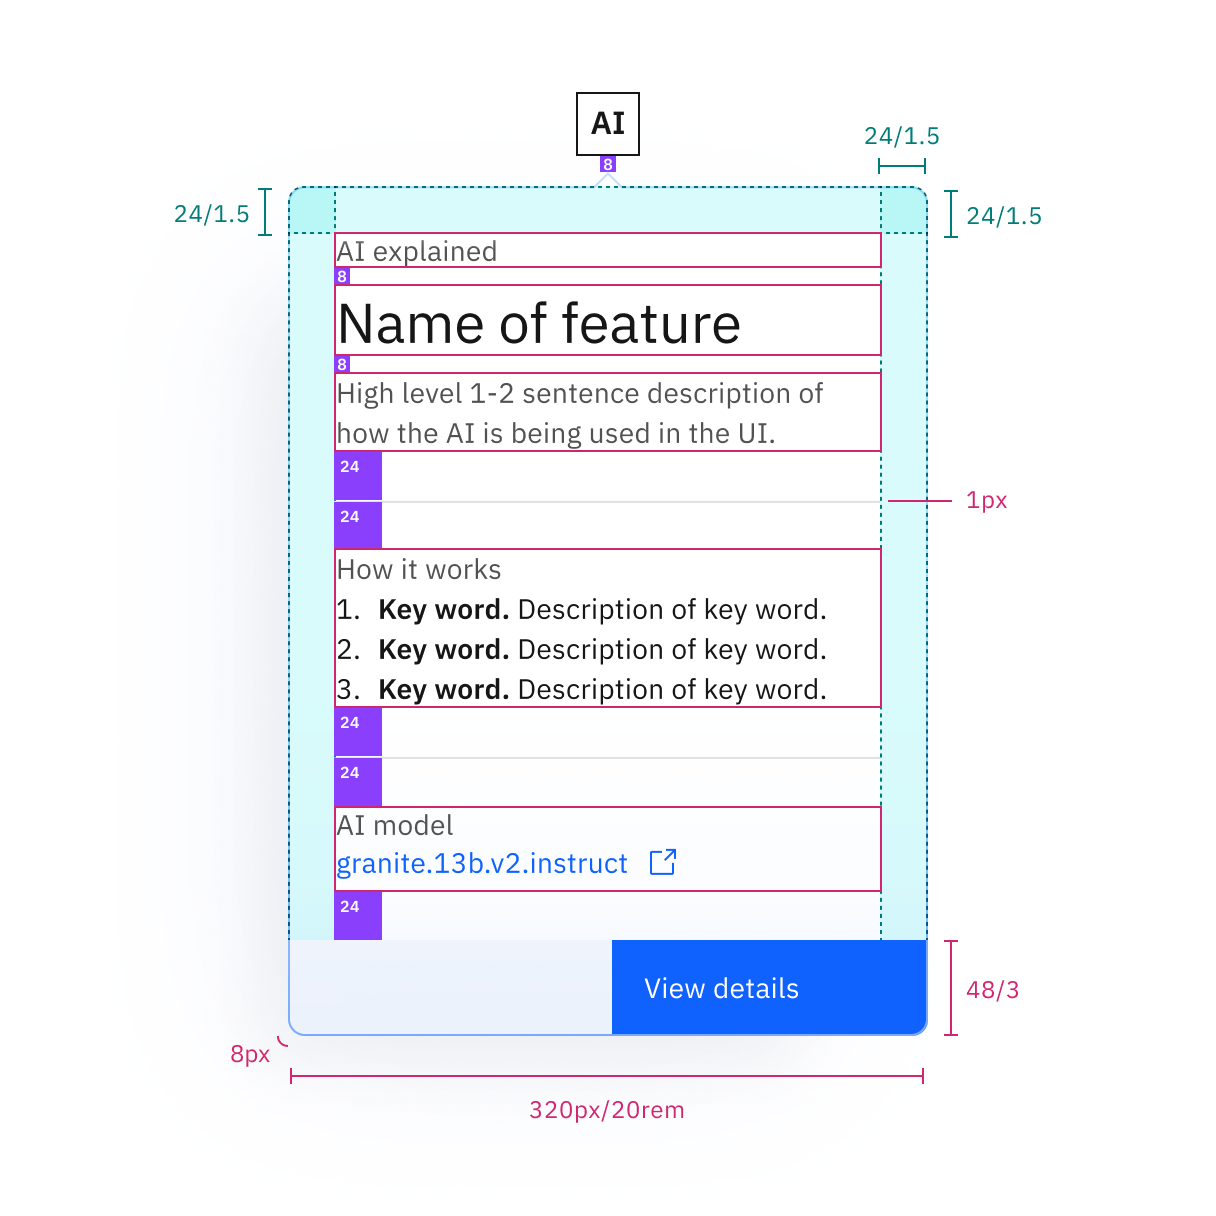 AI
24/1.5
8
24/1.5
24/1.5
AI explained
8
Name of feature
8
High level 1-2 sentence description of
how the AI is being used in the UI.
24
1px
24
How it works
1. Key word. Description of key word.
2. Key word. Description of key word.
3. Key word. Description of key word.
24
24
AI model
granite.13b.v2.instruct
24
View details
48/3
8px
320px/20rem